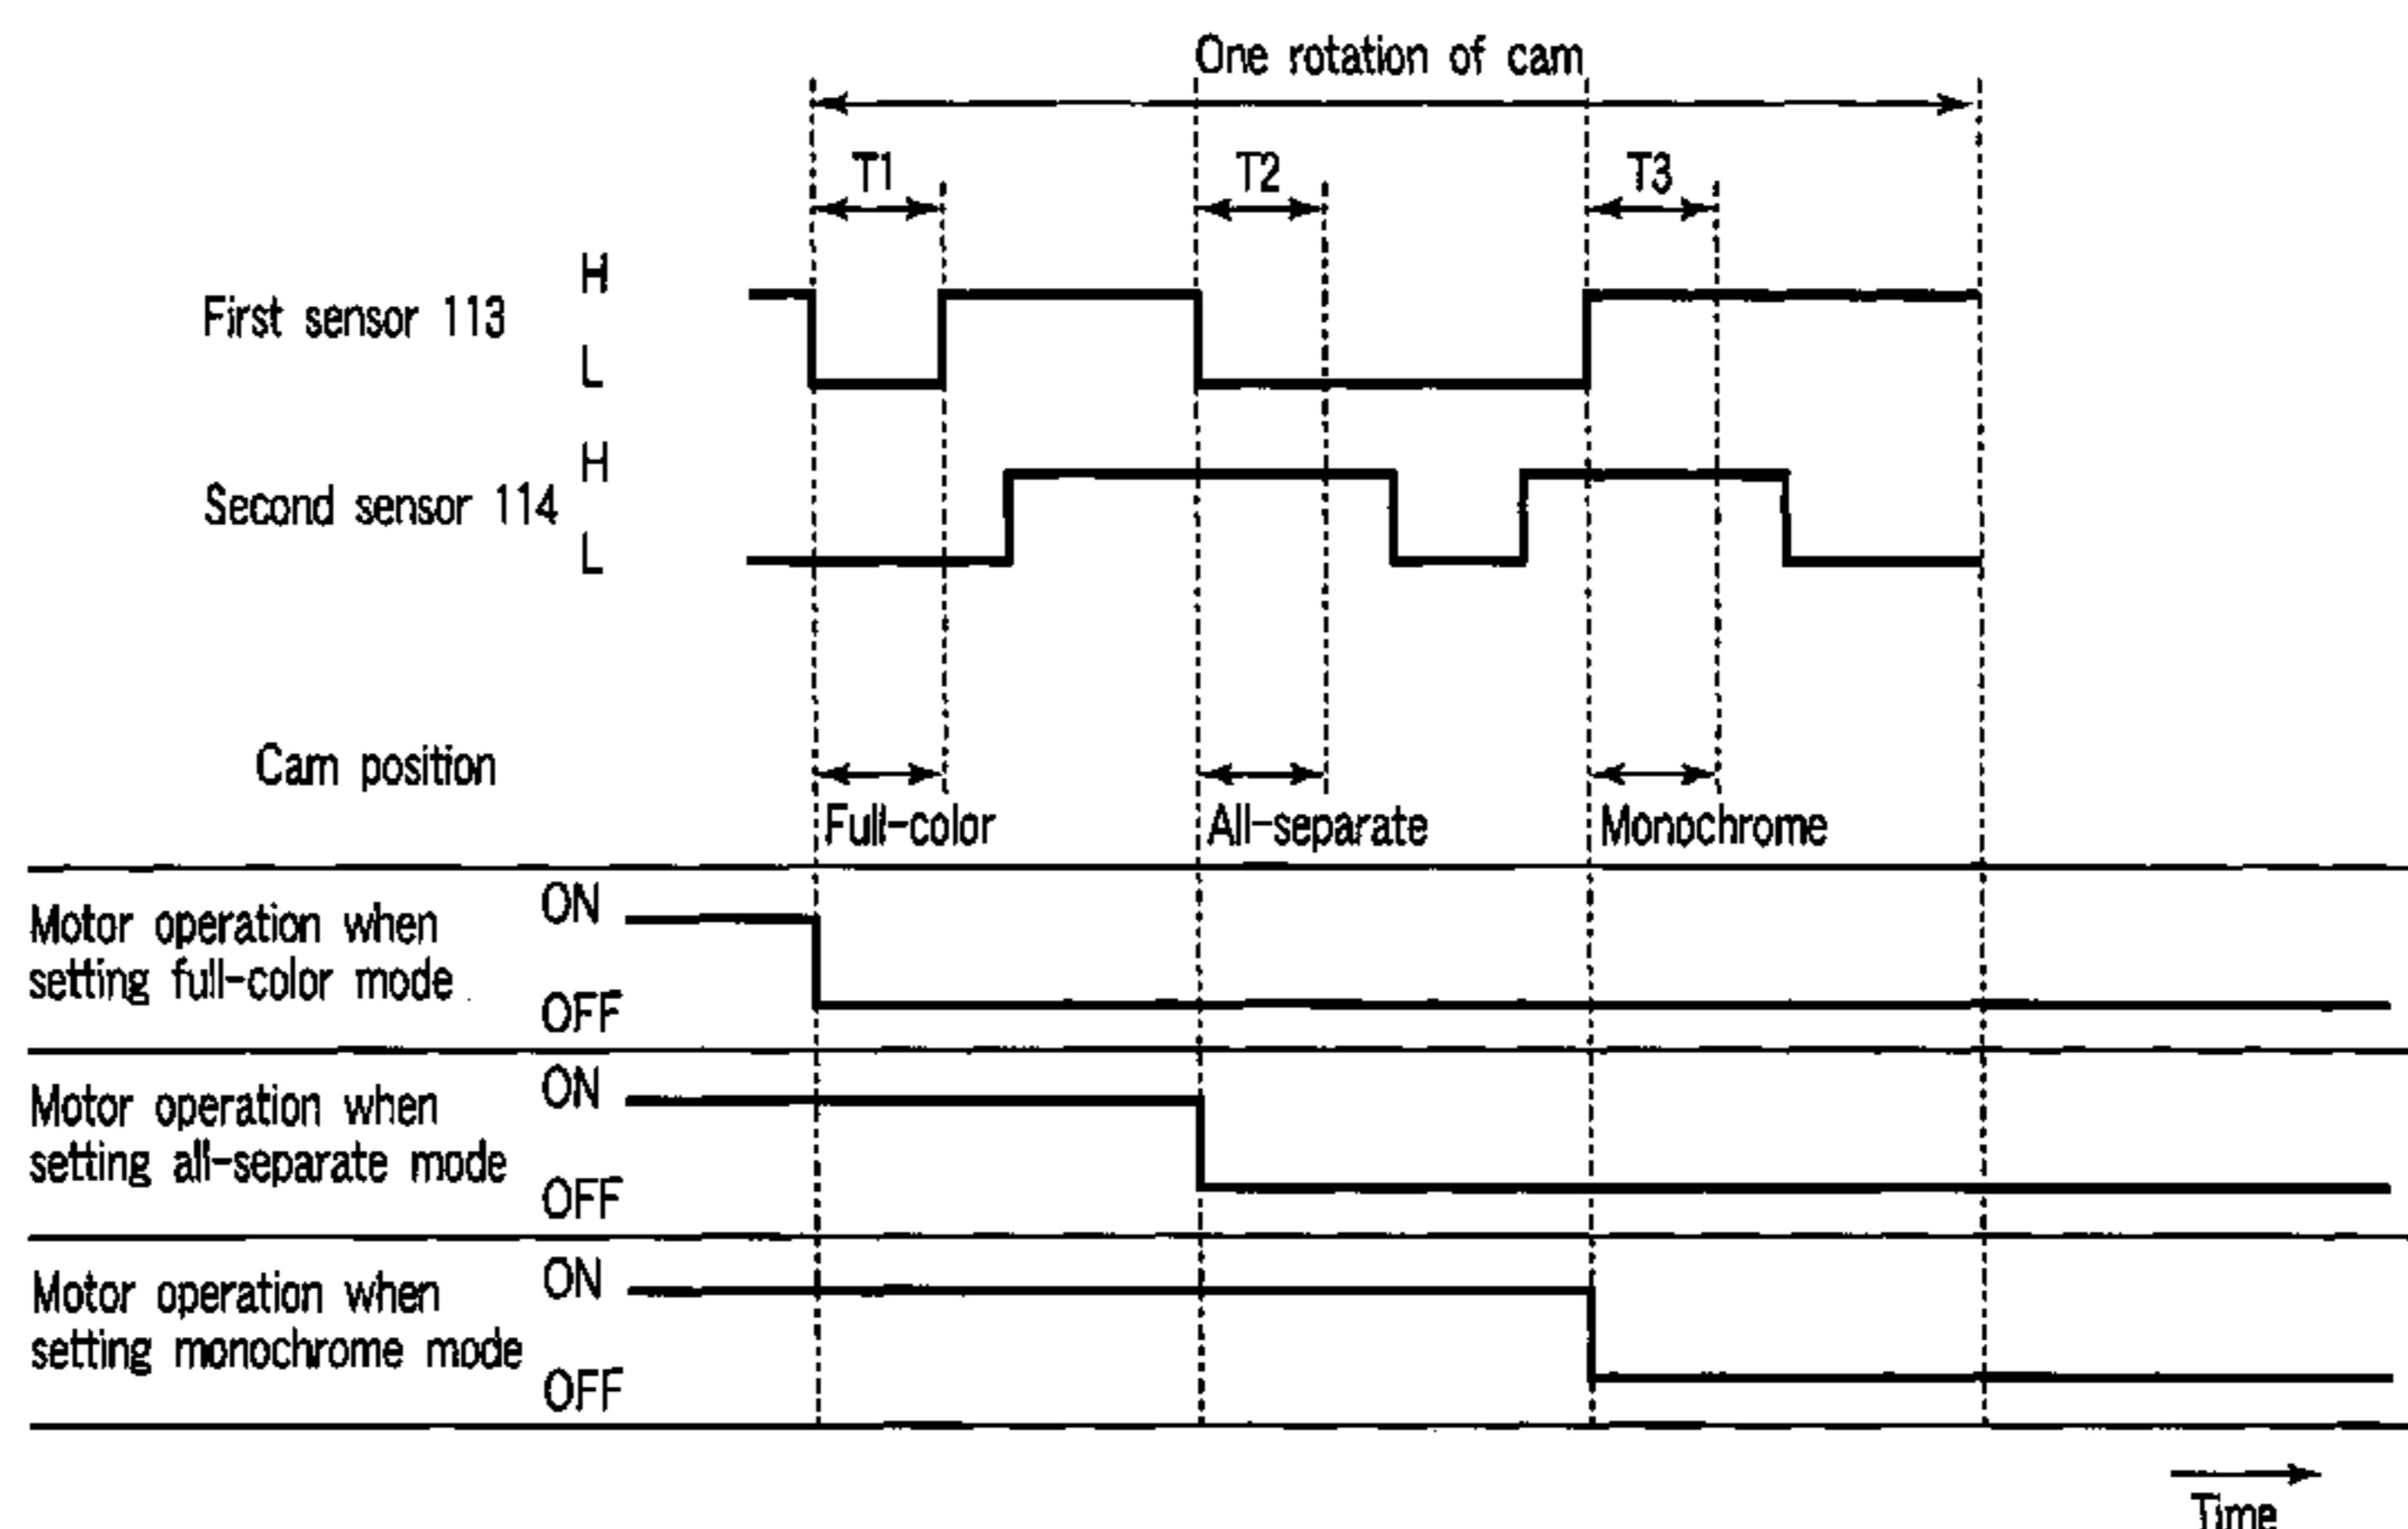 One rotation of cam
T1
T2
T3
First sensor 113
H
L
Second sensor 114
H
L
Cam position
Full-color
All-separate
Monochrome
Motor operation when
setting full-color mode
ON
OFF
Motor operation when
setting all-separate mode
ON
OFF
Motor operation when
setting monochrome mode
ON
OFF
Time